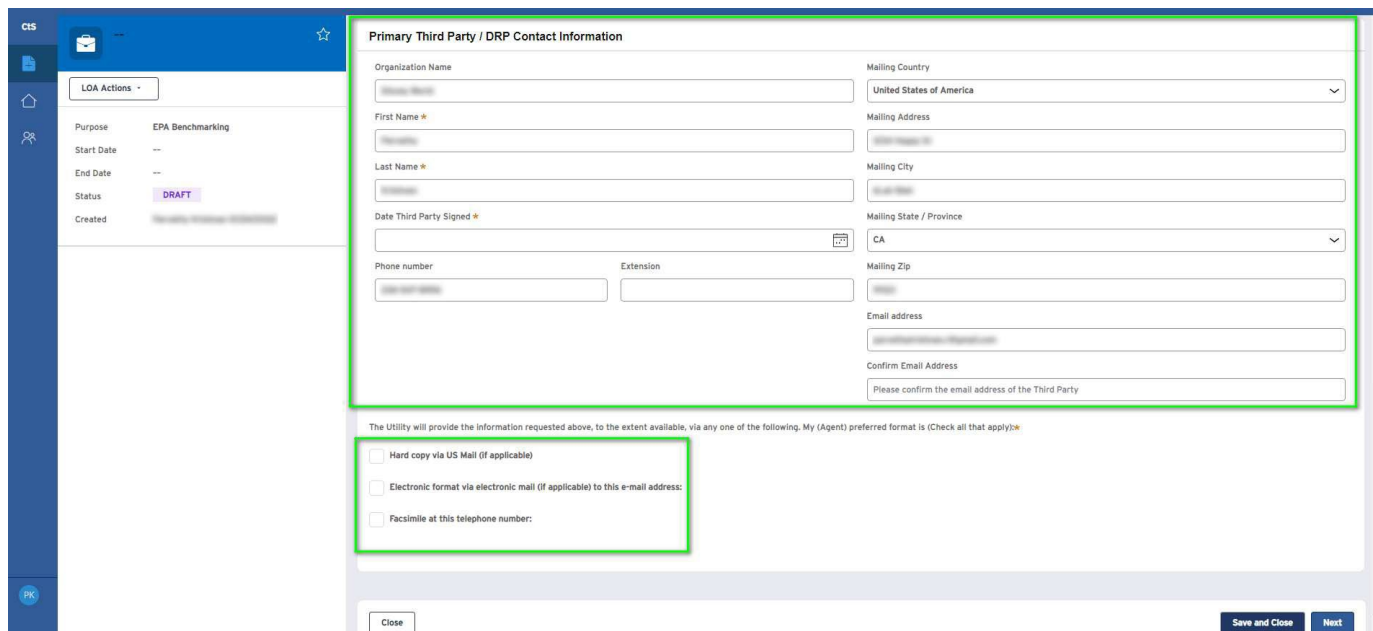 CtS
--
LOA Actions
Purpose EPA Benchmarking
Start Date --
End Date --
Status DRAFT
Created
PK
Primary Third Party / DRP Contact Information
Organization Name
First Name *
Last Name *
Date Third Party Signed *
Phone number Extension
Mailing Country
United States of America
Mailing Address
Mailing City
Mailing State / Province
CA
Mailing Zip
Email address
Confirm Email Address
Please confirm the email address of the Third Party
The Utility will provide the information requested above, to the extent available, via any one of the following. My (Agent) preferred format is (Check all that apply):*
Hard copy via US Mail (if applicable)
Electronic format via electronic mail (if applicable) to this e-mail address:
Facsimile at this telephone number:
Close Save and Close Next